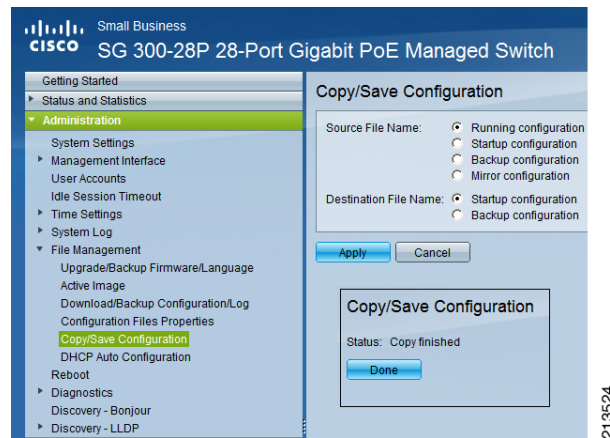 Small Business
CISCO SG 300-28P 28-Port Gigabit PoE Managed Switch
Getting Started
Status and Statistics
Administration
System Settings
Management Interface
User Accounts
Idle Session Timeout
Time Settings
System Log
File Management
Upgrade/Backup Firmware/Language
Active Image
Download/Backup Configuration/Log
Configuration Files Properties
Copy/Save Configuration
DHCP Auto Configuration
Reboot
Diagnostics
Discovery - Bonjour
Discovery - LLDP
Copy/Save Configuration
Source File Name: Running configuration
Startup configuration
Backup configuration
Mirror configuration
Destination File Name: Startup configuration
Backup configuration
Apply Cancel
Copy/Save Configuration
Status: Copy finished
Done
213524